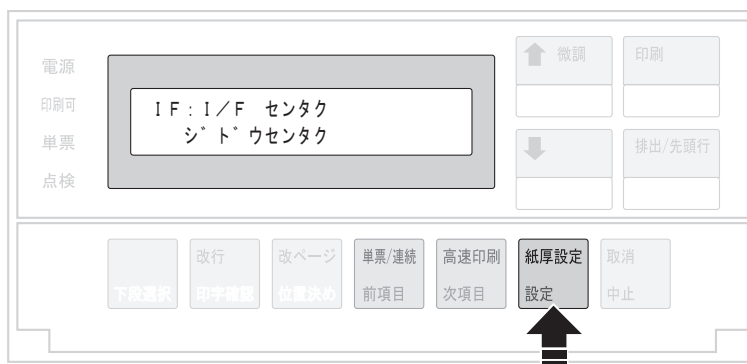 電源
印刷可
単票
点検
IF:I/F センタク
シ゛ト゛ウセンタク
微調
印刷
排出/先頭行
改行
改ページ
単票/連続
高速印刷
紙厚設定
取消
下段選択
印字確認
位置決め
前項目
次項目
設定
中止